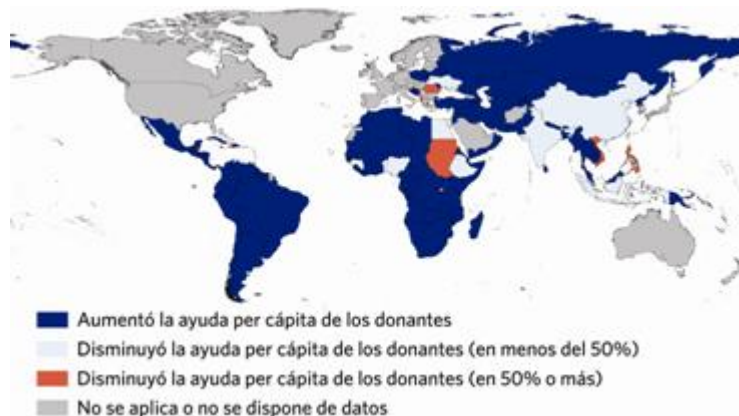 Aumentó la ayuda per cápita de los donantes
Disminuyó la ayuda per cápita de los donantes (en menos del 50%)
Disminuyó la ayuda per cápita de los donantes (en 50% o más)
No se aplica o no se dispone de datos